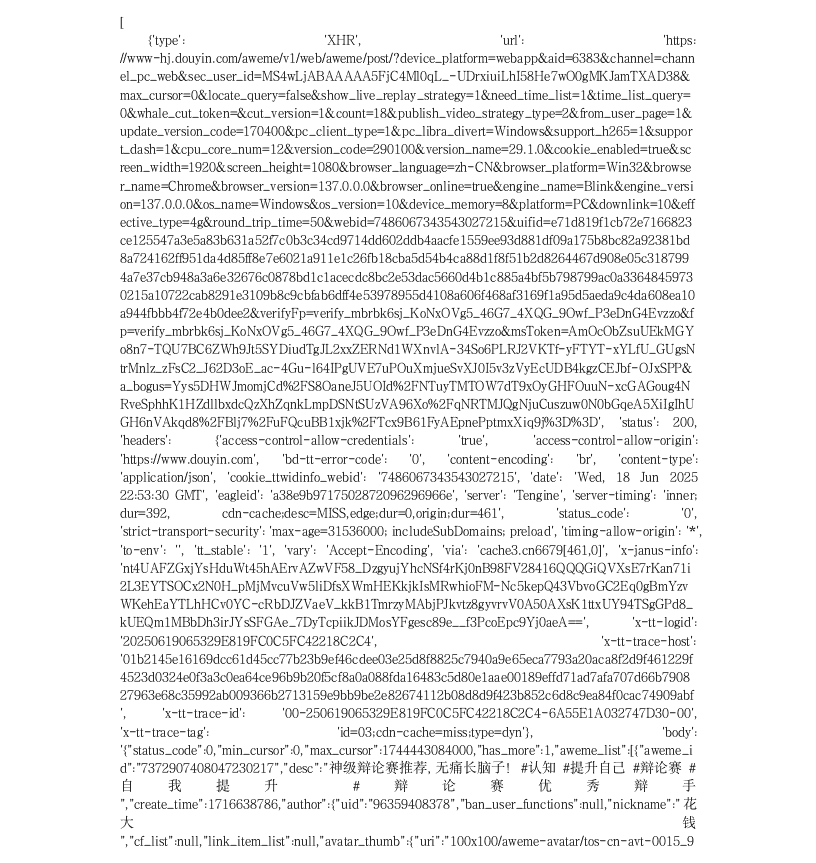 [
{'type': 'XHR', 'url': 'https:
//www-hj.douyin.com/aweme/v1/web/aweme/post/?device_platform=webapp&aid=6383&channel=chann
el_pc_web&sec_user_id=MS4wLjABAAAAA5FjC4Ml0qL_-UDrxiuiLhI58He7wO0gMKJamTXAD38&
max_cursor=0&locate_query=false&show_live_replay_strategy=1&need_time_list=1&time_list_query=
0&whale_cut_token=&cut_version=1&count=18&publish_video_strategy_type=2&from_user_page=1&
update_version_code=170400&pc_client_type=1&pc_libra_divert=Windows&support_h265=1&suppor
t_dash=1&cpu_core_num=12&version_code=290100&version_name=29.1.0&cookie_enabled=true&sc
reen_width=1920&screen_height=1080&browser_language=zh-CN&browser_platform=Win32&browse
r_name=Chrome&browser_version=137.0.0.0&browser_online=true&engine_name=Blink&engine_versi
on=137.0.0.0&os_name=Windows&os_version=10&device_memory=8&platform=PC&downlink=10&eff
ective_type=4g&round_trip_time=50&webid=7486067343543027215&uifid=e71d819f1cb72e7166823
ce125547a3e5a83b631a52f7c0b3c34cd9714dd602ddb4aacfe1559ee93d881df09a175b8bc82a92381bd
8a724162ff951da4d85ff8e7e6021a911e1c26fb18cba5d54b4ca88d1f8f51b2d8264467d908e05c318799
4a7e37cb948a3a6e32676c0878bd1c1acecdc8bc2e53dac5660d4b1c885a4bf5b798799ac0a3364845973
0215a10722cab8291e3109b8c9cbfab6dff4e53978955d4108a606f468af3169f1a95d5aeda9c4da608ea10
a944fbbb4f72e4b0dee2&verifyFp=verify_mbrbk6sj_KoNxOVg5_46G7_4XQG_9Owf_P3eDnG4Evzzo&f
p=verify_mbrbk6sj_KoNxOVg5_46G7_4XQG_9Owf_P3eDnG4Evzzo&msToken=AmOcObZsuUEkMGY
o8n7-TQU7BC6ZWh9Jt5SYDiudTgJL2xxZERNd1WXnvlA-34So6PLRJ2VKTf-yFTYT-xYLfU_GUgsN
trMnlz_zFsC2_J62D3oE_ac-4Gu-l64IPgUVE7uPOuXmjueSvXJ0I5v3zVyEcUDB4kgzCEJbf-OJxSPP&
a_bogus=Yys5DHWJmomjCd%2FS8OaneJ5UOId%2FNTuyTMTOW7dT9xOyGHFOuuN-xcGAGoug4N
RveSphhK1HZdllbxdcQzXhZqnkLmpDSNtSUzVA96Xo%2FqNRTMJQgNjuCuszuw0N0bGqeA5XiIgIhU
GH6nVAkqd8%2FBlj7%2FuFQcuBB1xjk%2FTcx9B61FyAEpnePptmxXiq9j%3D%3D', 'status': 200,
'headers': {'access-control-allow-credentials': 'true', 'access-control-allow-origin':
'https://www.douyin.com', 'bd-tt-error-code': '0', 'content-encoding': 'br', 'content-type':
'application/json', 'cookie_ttwidinfo_webid': '7486067343543027215', 'date': 'Wed, 18 Jun 2025
22:53:30 GMT', 'eagleid': 'a38e9b9717502872096296966e', 'server': 'Tengine', 'server-timing': 'inner;
dur=392, cdn-cache;desc=MISS,edge;dur=0,origin;dur=461', 'status_code': '0',
'strict-transport-security': 'max-age=31536000; includeSubDomains; preload', 'timing-allow-origin': '*',
'to-env': '', 'tt_stable': '1', 'vary': 'Accept-Encoding', 'via': 'cache3.cn6679[461,0]', 'x-janus-info':
'nt4UAFZGxjYsHduWt45hAErvAZwVF58_DzgyujYhcNSf4rKj0nB98FV28416QQQGiQVXsE7rKan71i
2L3EYTSOCx2N0H_pMjMvcuVw5liDfsXWmHEKkjkIsMRwhioFM-Nc5kepQ43VbvoGC2Eq0gBmYzv
WKehEaYTLhHCv0YC-cRbDJZVaeV_kkB1TmrzyMAbjPJkvtz8gyvrvV0A50AXsK1ttxUY94TSgGPd8_
kUEQm1MBbDh3irJYsSFGAe_7DyTcpiikJDMosYFgesc89e__f3PcoEpc9Yj0aeA==', 'x-tt-logid':
'20250619065329E819FC0C5FC42218C2C4', 'x-tt-trace-host':
'01b2145e16169dcc61d45cc77b23b9ef46cdee03e25d8f8825c7940a9e65eca7793a20aca8f2d9f461229f
4523d0324e0f3a3c0ea64ce96b9b20f5cf8a0a088fda16483c5d80e1aae00189effd71ad7afa707d66b7908
27963e68c35992ab009366b2713159e9bb9be2e82674112b08d8d9f423b852c6d8c9ea84f0cac74909abf
', 'x-tt-trace-id': '00-250619065329E819FC0C5FC42218C2C4-6A55E1A032747D30-00',
'x-tt-trace-tag': 'id=03;cdn-cache=miss;type=dyn'}, 'body':
'{"status_code":0,"min_cursor":0,"max_cursor":1744443084000,"has_more":1,"aweme_list":[{"aweme_i
d":"7372907408047230217","desc":"神级辩论赛推荐, 无痛长脑子! #认知 #提升自己 #辩论赛 #
自我提升 #辩论赛优秀辩手
","create_time":1716638786,"author":{"uid":"96359408378","ban_user_functions":null,"nickname":"花
大钱
","cf_list":null,"link_item_list":null,"avatar_thumb":{"uri":"100x100/aweme-avatar/tos-cn-avt-0015_9